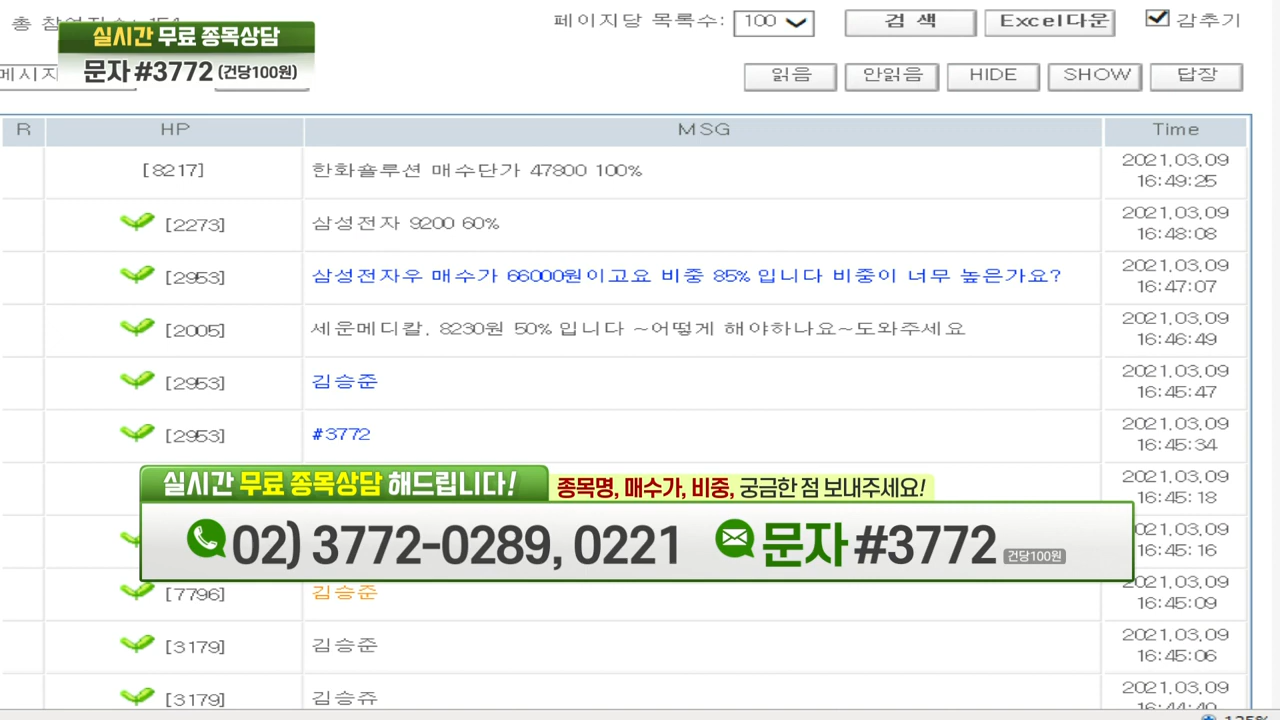 총
페이지당 목록수: 100 검 색 Excel다운 감추기
실시간 무료 종목상담
문자 #3772 (건당100원)
메시지
읽음 안읽음 HIDE SHOW 답장
R HP MSG Time
[8217] 한화솔루션 매수단가 47800 100% 2021.03.09
16:49:25
[2273] 삼성전자 9200 60% 2021.03.09
16:48:08
[2953] 삼성전자우 매수가 66000원이고요 비중 85% 입니다 비중이 너무 높은가요? 2021.03.09
16:47:07
[2005] 세운메디칼. 8230원 50% 입니다 ~어떻게 해야하나요~도와주세요 2021.03.09
16:46:49
[2953] 김승준 2021.03.09
16:45:47
[2953] #3772 2021.03.09
16:45:34
2021.03.09
16:45:18
실시간 무료 종목상담 해드립니다!
종목명, 매수가, 비중, 궁금한 점 보내주세요!
02) 3772-0289, 0221 문자 #3772 건당100원
021.03.09
16:45:16
[7796] 김승준 2021.03.09
16:45:09
[3179] 김승준 2021.03.09
16:45:06
[3179] 김승쥬 2021.03.09